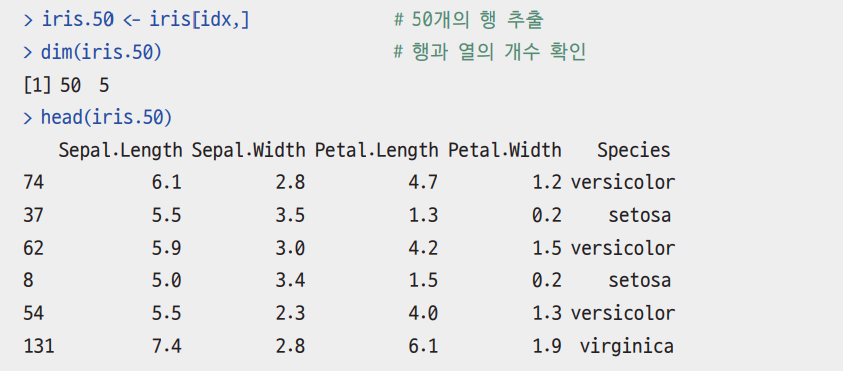 > iris.50 <- iris[idx,] # 50개의 행 추출
> dim(iris.50) # 행과 열의 개수 확인
[1] 50 5
> head(iris.50)
Sepal.Length Sepal.Width Petal.Length Petal.Width Species
74 6.1 2.8 4.7 1.2 versicolor
37 5.5 3.5 1.3 0.2 setosa
62 5.9 3.0 4.2 1.5 versicolor
8 5.0 3.4 1.5 0.2 setosa
54 5.5 2.3 4.0 1.3 versicolor
131 7.4 2.8 6.1 1.9 virginica